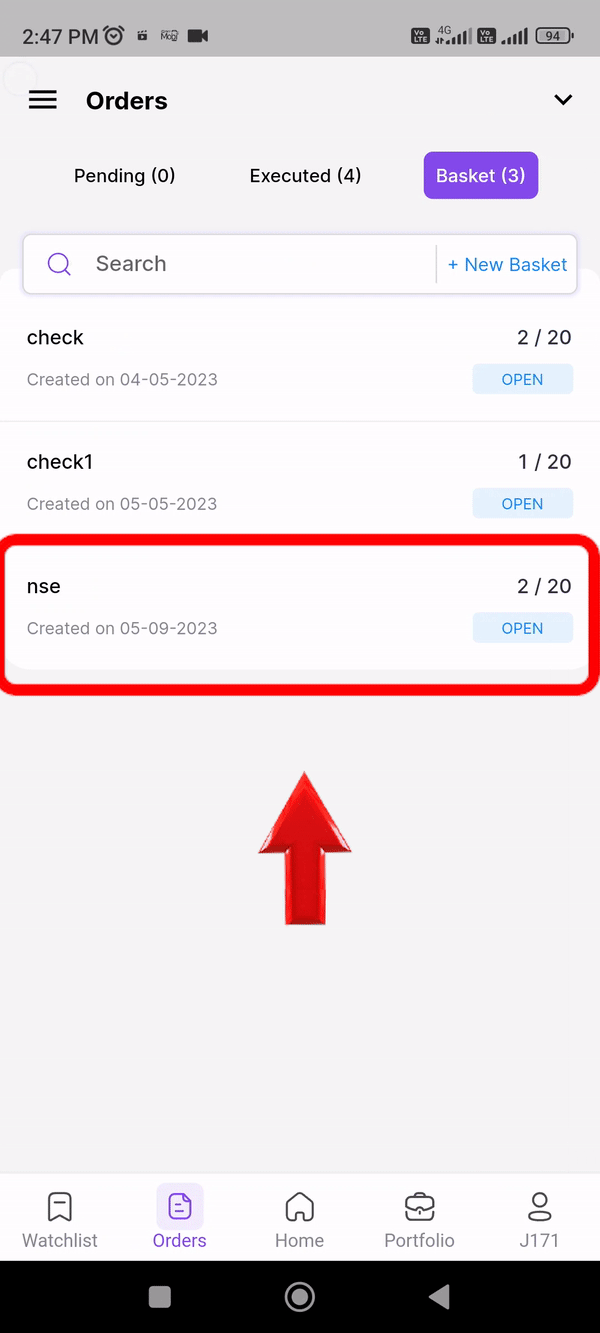 2:47 PM
4G
94
Orders
Pending (0)
Executed (4)
Basket (3)
Search
+ New Basket
check
2 / 20
Created on 04-05-2023
OPEN
check1
1 / 20
Created on 05-05-2023
OPEN
nse
2 / 20
Created on 05-09-2023
OPEN
Watchlist
Orders
Home
Portfolio
J171